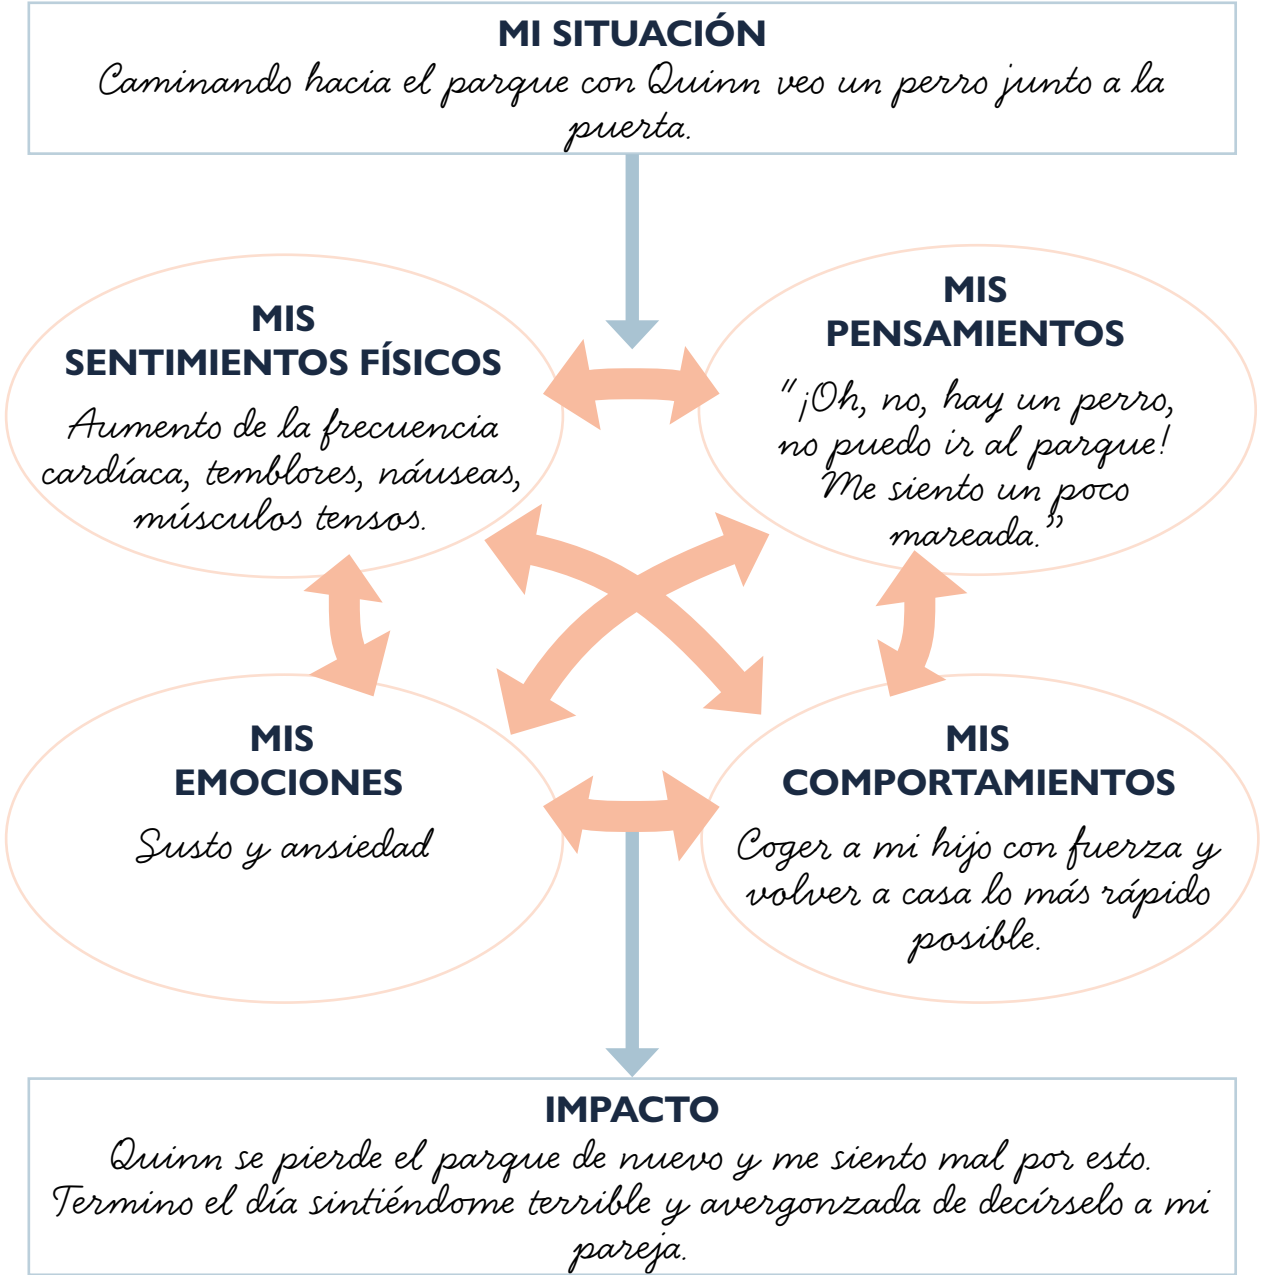 MI SITUACIÓN
Caminando hacia el parque con Quinn veo un perro junto a la
puerta.
MIS
SENTIMIENTOS FÍSICOS
Aumento de la frecuencia
cardíaca, temblores, náuseas,
músculos tensos.
MIS
PENSAMIENTOS
"¡Oh, no, hay un perro,
no puedo ir al parque!
Me siento un poco
mareada.”
MIS
EMOCIONES
Susto y ansiedad
MIS
COMPORTAMIENTOS
Coger a mi hijo con fuerza y
volver a casa lo más rápido
posible.
IMPACTO
Quinn se pierde el parque de nuevo y me siento mal por esto.
Termino el día sintiéndome terrible y avergonzada de decírselo a mi
pareja.